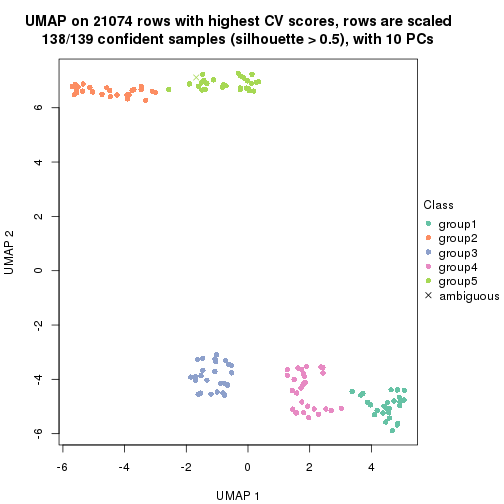 UMAP on 21074 rows with highest CV scores, rows are scaled
138/139 confident samples (silhouette > 0.5), with 10 PCs
UMAP 2
6
4
2
0
-2
-4
-6
-6
-4
-2
0
2
4
UMAP 1
Class
group1
group2
group3
group4
group5
ambiguous